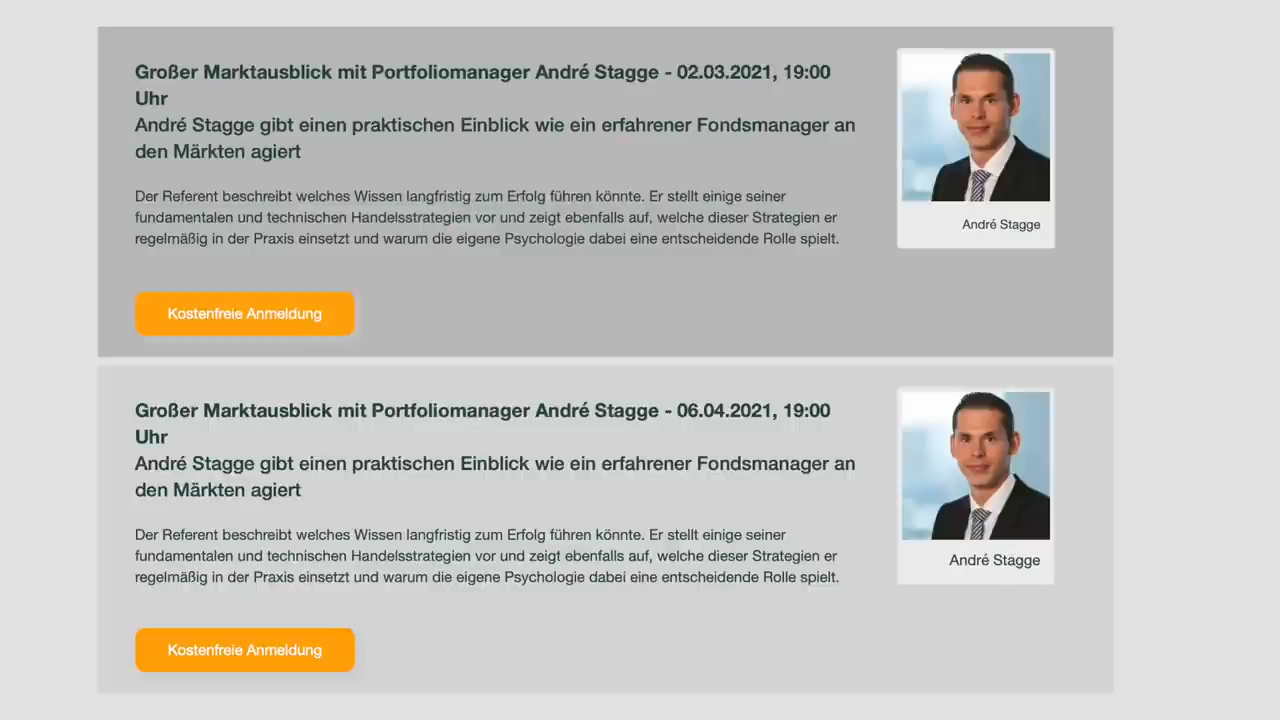 Großer Marktausblick mit Portfoliomanager André Stagge - 02.03.2021, 19:00
Uhr
André Stagge gibt einen praktischen Einblick wie ein erfahrener Fondsmanager an
den Märkten agiert
Der Referent beschreibt welches Wissen langfristig zum Erfolg führen könnte. Er stellt einige seiner
fundamentalen und technischen Handelsstrategien vor und zeigt ebenfalls auf, welche dieser Strategien er
regelmäßig in der Praxis einsetzt und warum die eigene Psychologie dabei eine entscheidende Rolle spielt.
André Stagge
Kostenfreie Anmeldung
Großer Marktausblick mit Portfoliomanager André Stagge - 06.04.2021, 19:00
Uhr
André Stagge gibt einen praktischen Einblick wie ein erfahrener Fondsmanager an
den Märkten agiert
Der Referent beschreibt welches Wissen langfristig zum Erfolg führen könnte. Er stellt einige seiner
fundamentalen und technischen Handelsstrategien vor und zeigt ebenfalls auf, welche dieser Strategien er
regelmäßig in der Praxis einsetzt und warum die eigene Psychologie dabei eine entscheidende Rolle spielt.
André Stagge
Kostenfreie Anmeldung